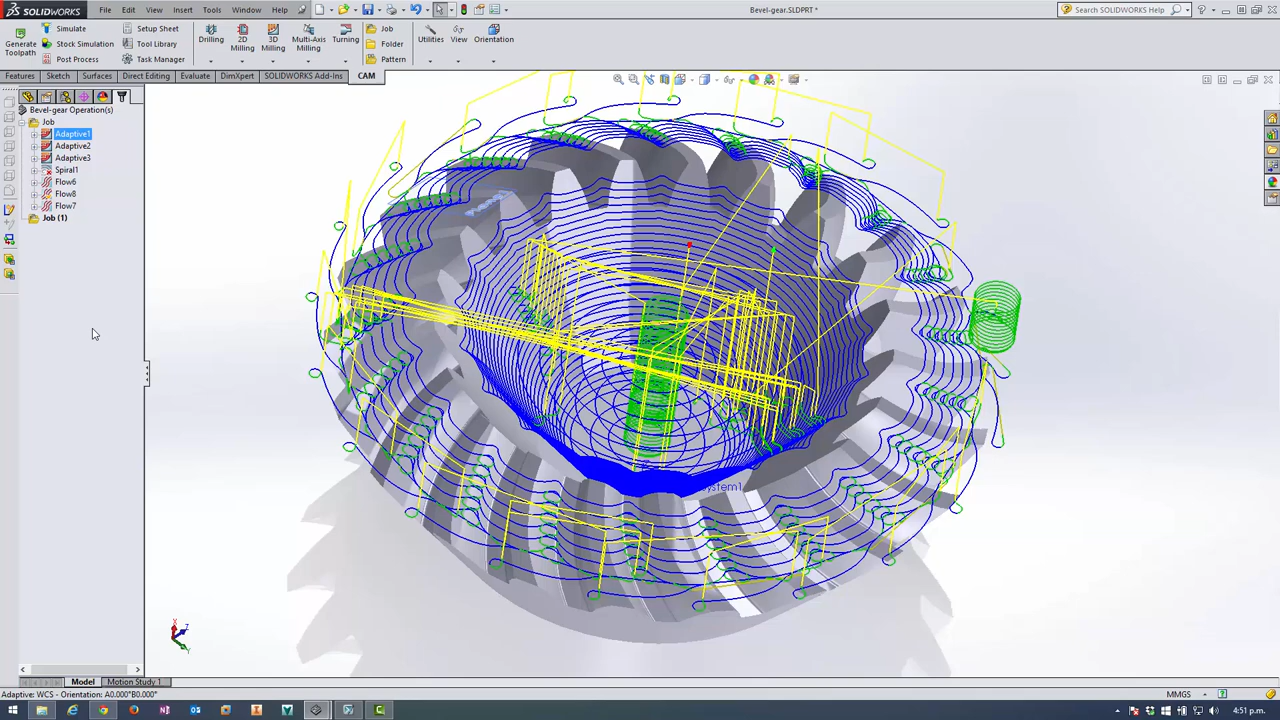 SOLIDWORKS File Edit View Insert Tools Window Help Bevel-gear.SLDPRT * Search SOLIDWORKS Help
Generate Toolpath
Simulate
Stock Simulation
Post Process
Setup Sheet
Tool Library
Task Manager
Drilling
2D Milling
3D Milling
Multi-Axis Milling
Turning
Job
Folder
Pattern
Utilities
View
Orientation
Features Sketch Surfaces Direct Editing Evaluate DimXpert SOLIDWORKS Add-Ins CAM
Bevel-gear Operation(s)
Job
Adaptive1
Adaptive2
Adaptive3
Spiral1
Flow6
Flow8
Flow7
Job (1)
X
Z
Y
Model Motion Study 1
Adaptive: WCS - Orientation: A0.000°B0.000° MMGS
4:51 p.m.